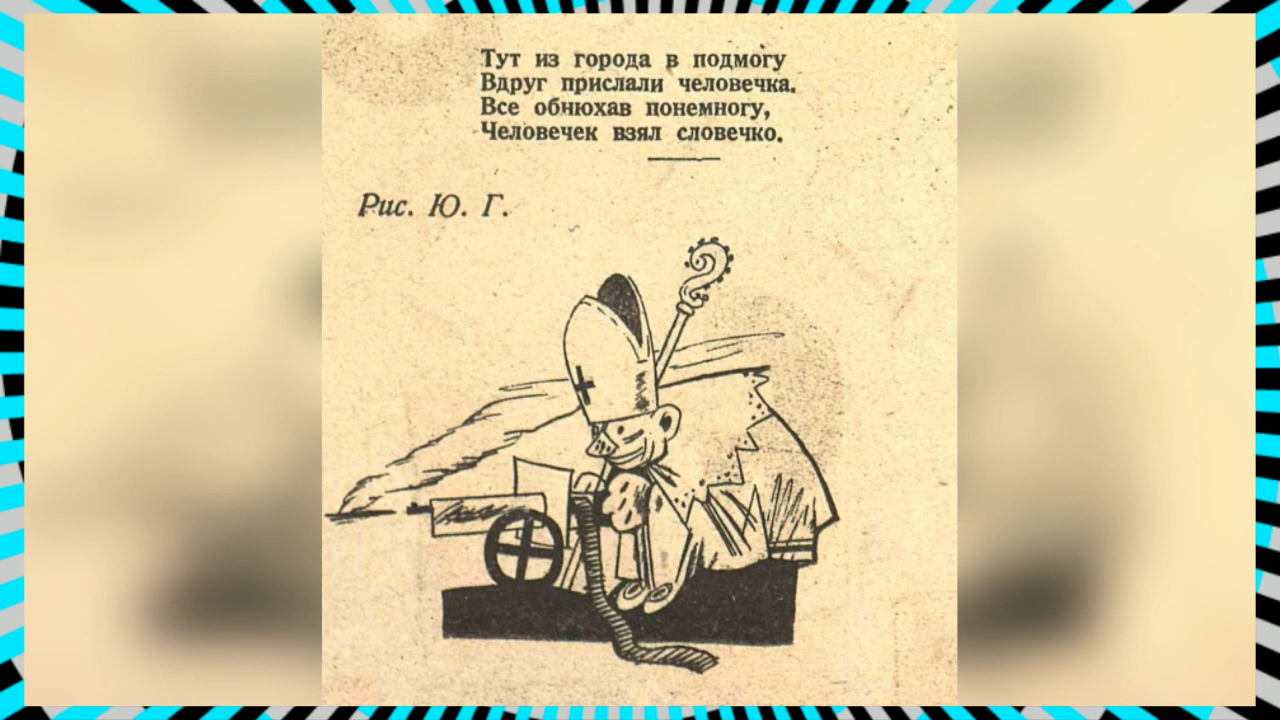 Тут из города в подмогу
Вдруг прислали человечка.
Все обнюхав понемногу,
Человечек взял словечко.
Рис. Ю. Г.